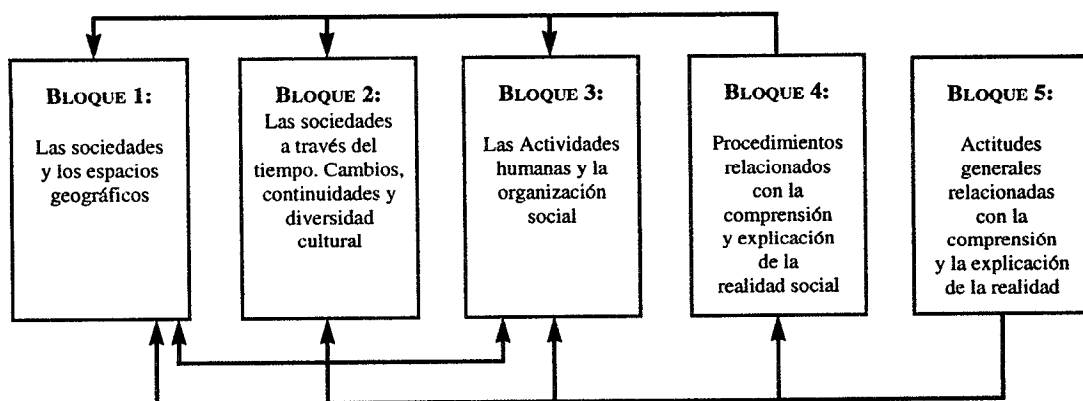 BLOQUE 1:
Las sociedades
y los espacios
geográficos
BLOQUE 2:
Las sociedades
a través del
tiempo. Cambios,
continuidades y
diversidad
cultural
BLOQUE 3:
Las Actividades
humanas y la
organización
social
BLOQUE 4:
Procedimientos
relacionados
con la
comprensión
y explicación
de la
realidad social
BLOQUE 5:
Actitudes
generales
relacionadas
con la
comprensión
y la explicación
de la realidad